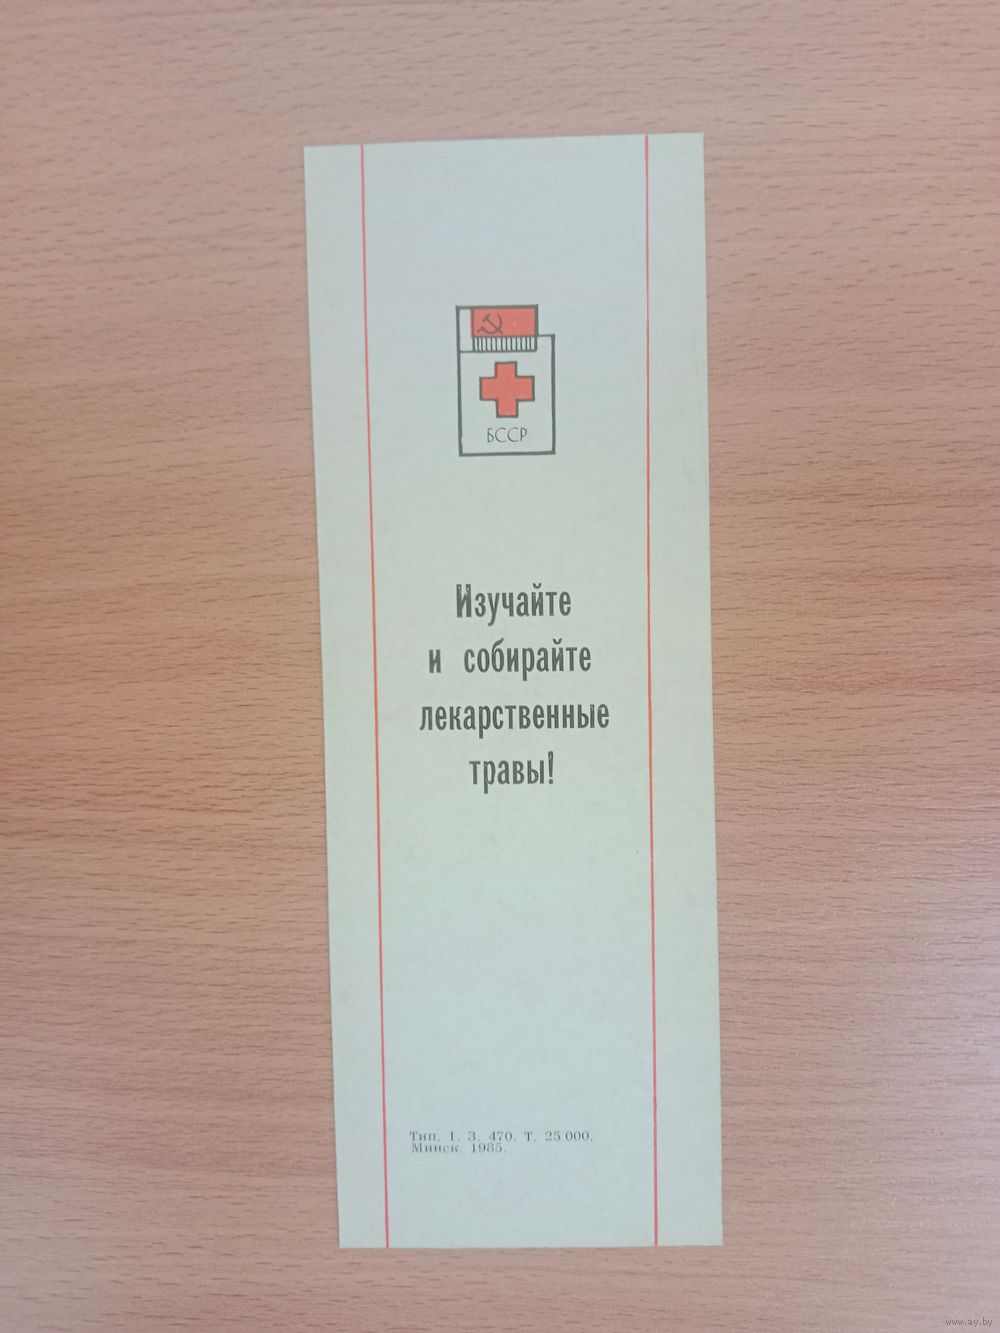 БССР
Изучайте
и собирайте
лекарственные
травы!
Тип. 1. З. 470. Т. 25 000.
Минск. 1985.
www.ay.by